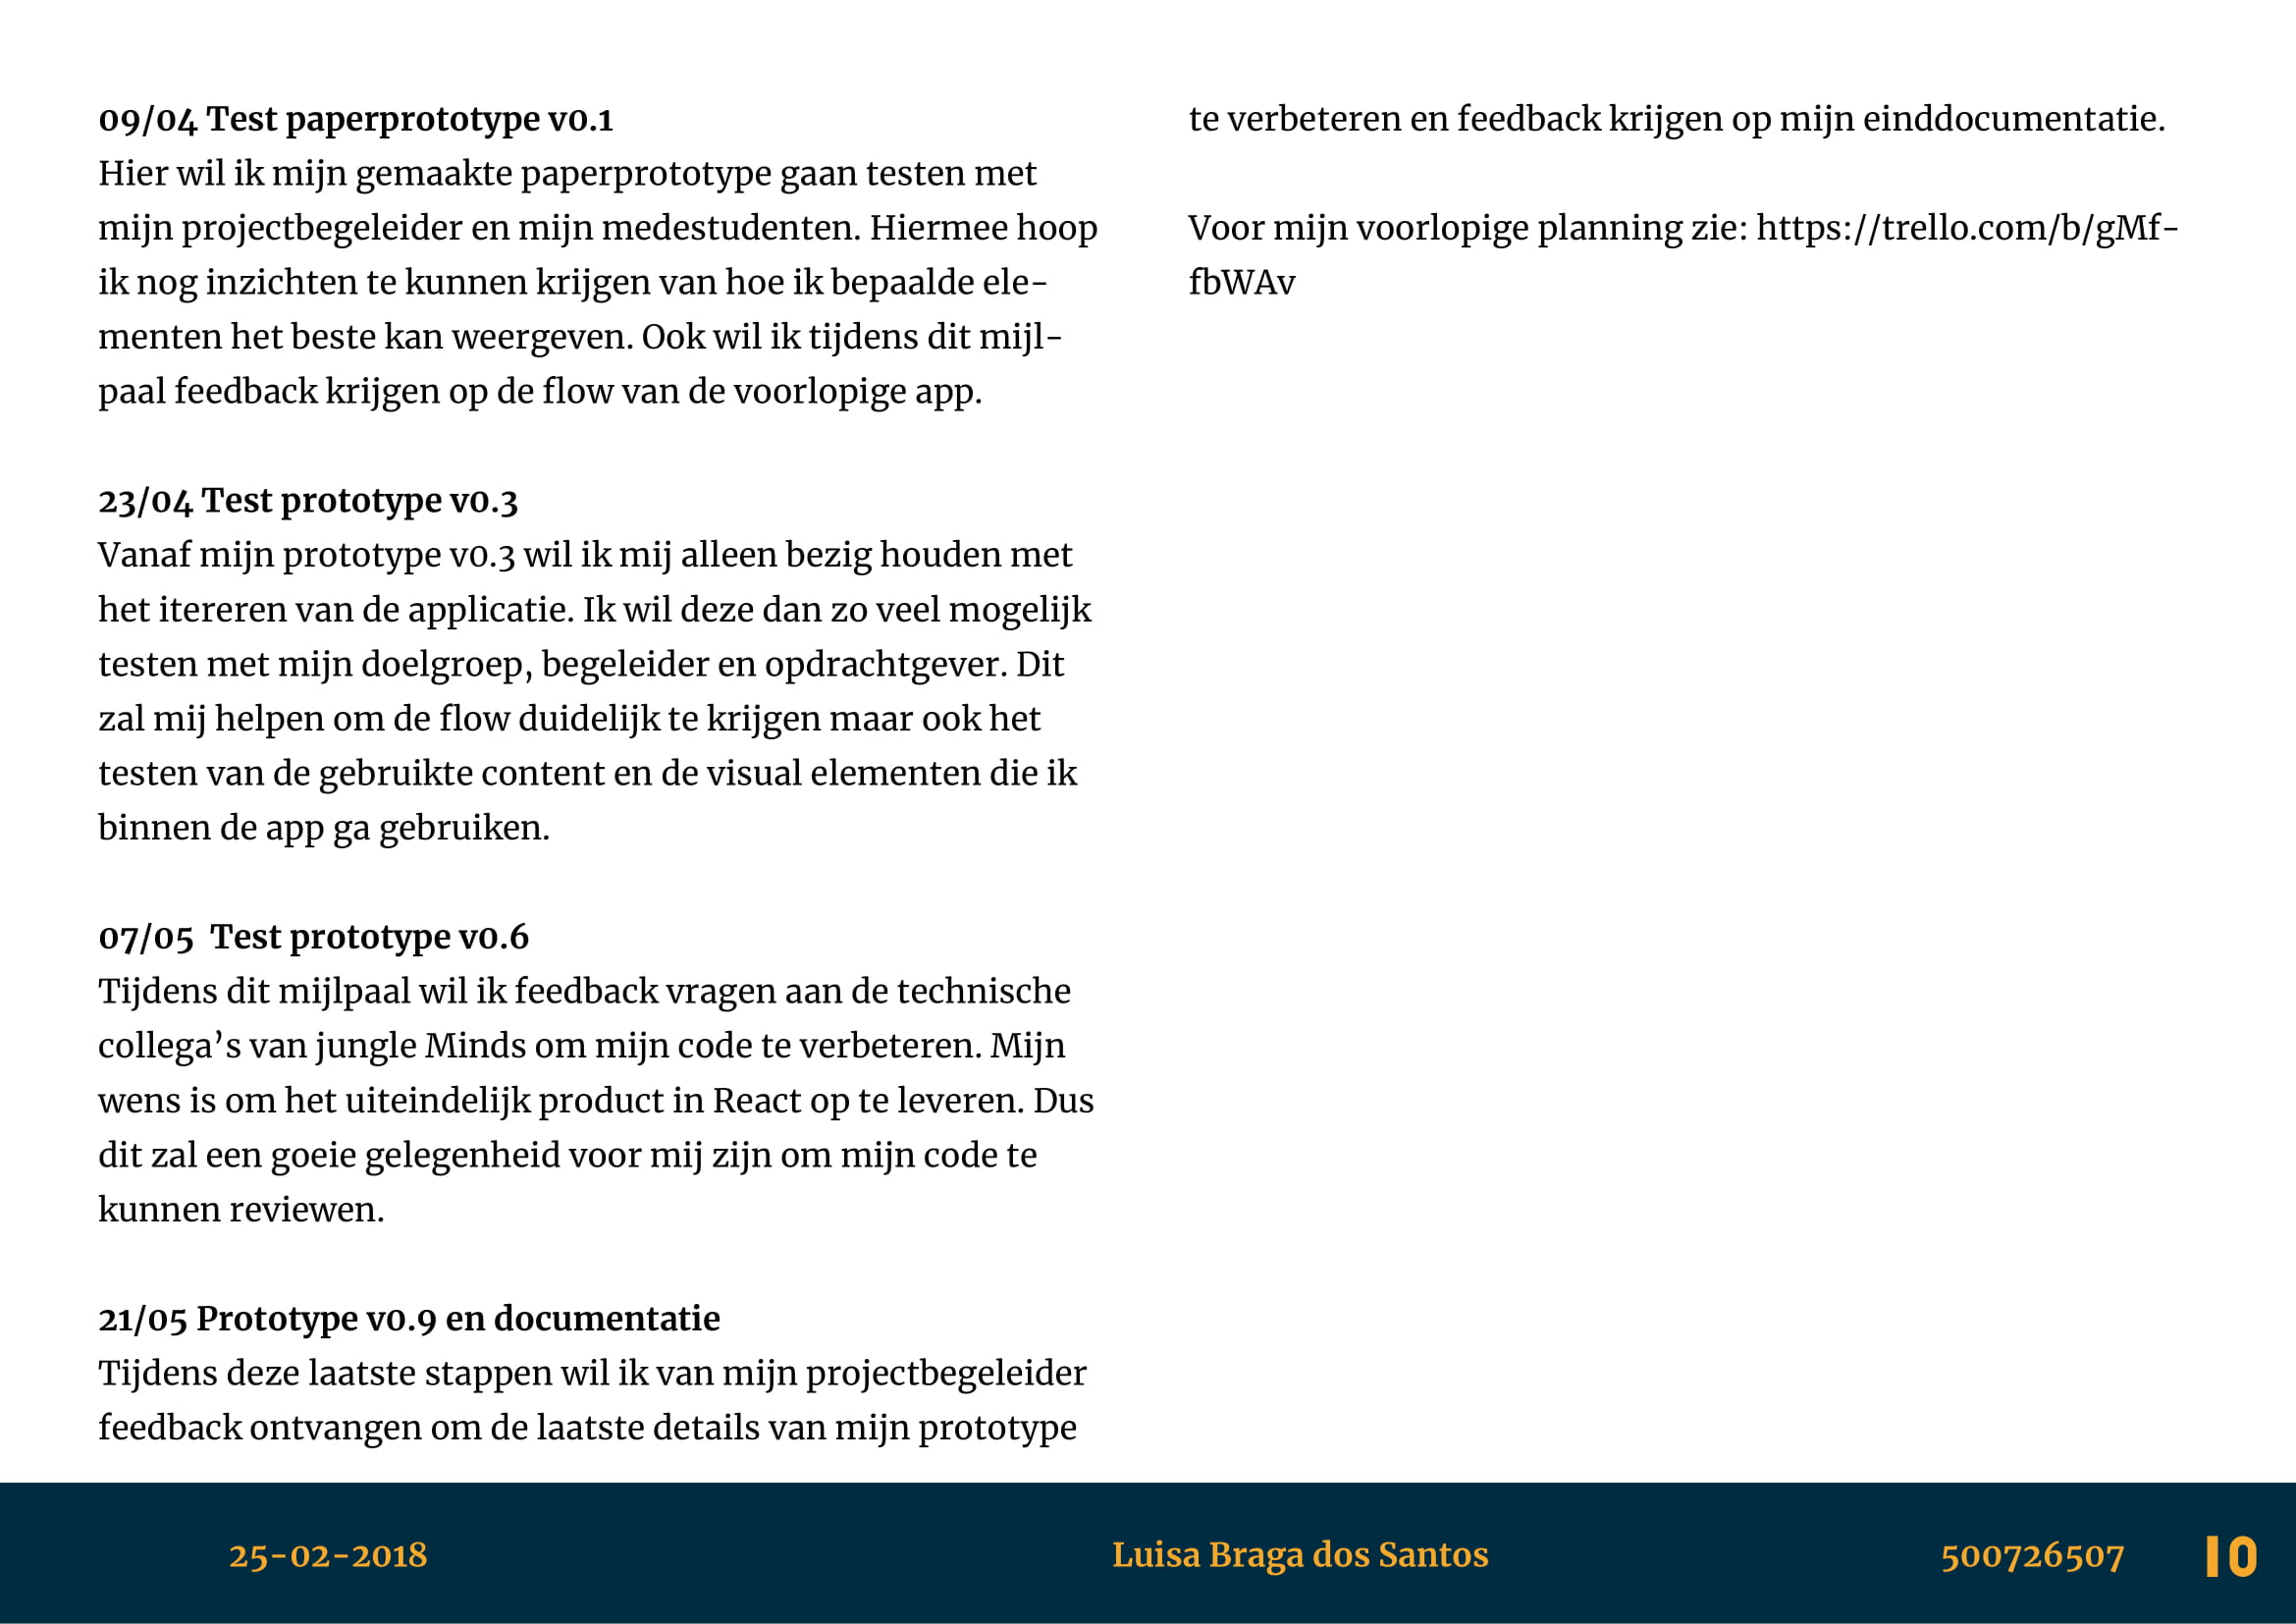 09/04 Test paperprototype v0.1
Hier wil ik mijn gemaakte paperprototype gaan testen met
mijn projectbegeleider en mijn medestudenten. Hiermee hoop
ik nog inzichten te kunnen krijgen van hoe ik bepaalde ele-
menten het beste kan weergeven. Ook wil ik tijdens dit mijl-
paal feedback krijgen op de flow van de voorlopige app.

23/04 Test prototype v0.3
Vanaf mijn prototype v0.3 wil ik mij alleen bezig houden met
het itereren van de applicatie. Ik wil deze dan zo veel mogelijk
testen met mijn doelgroep, begeleider en opdrachtgever. Dit
zal mij helpen om de flow duidelijk te krijgen maar ook het
testen van de gebruikte content en de visual elementen die ik
binnen de app ga gebruiken.

07/05  Test prototype v0.6
Tijdens dit mijlpaal wil ik feedback vragen aan de technische
collega’s van jungle Minds om mijn code te verbeteren. Mijn
wens is om het uiteindelijk product in React op te leveren. Dus
dit zal een goeie gelegenheid voor mij zijn om mijn code te
kunnen reviewen.

21/05 Prototype v0.9 en documentatie
Tijdens deze laatste stappen wil ik van mijn projectbegeleider
feedback ontvangen om de laatste details van mijn prototype
te verbeteren en feedback krijgen op mijn einddocumentatie.

Voor mijn voorlopige planning zie: https://trello.com/b/gMf-
fbWAv

25-02-2018
Luisa Braga dos Santos
500726507
10